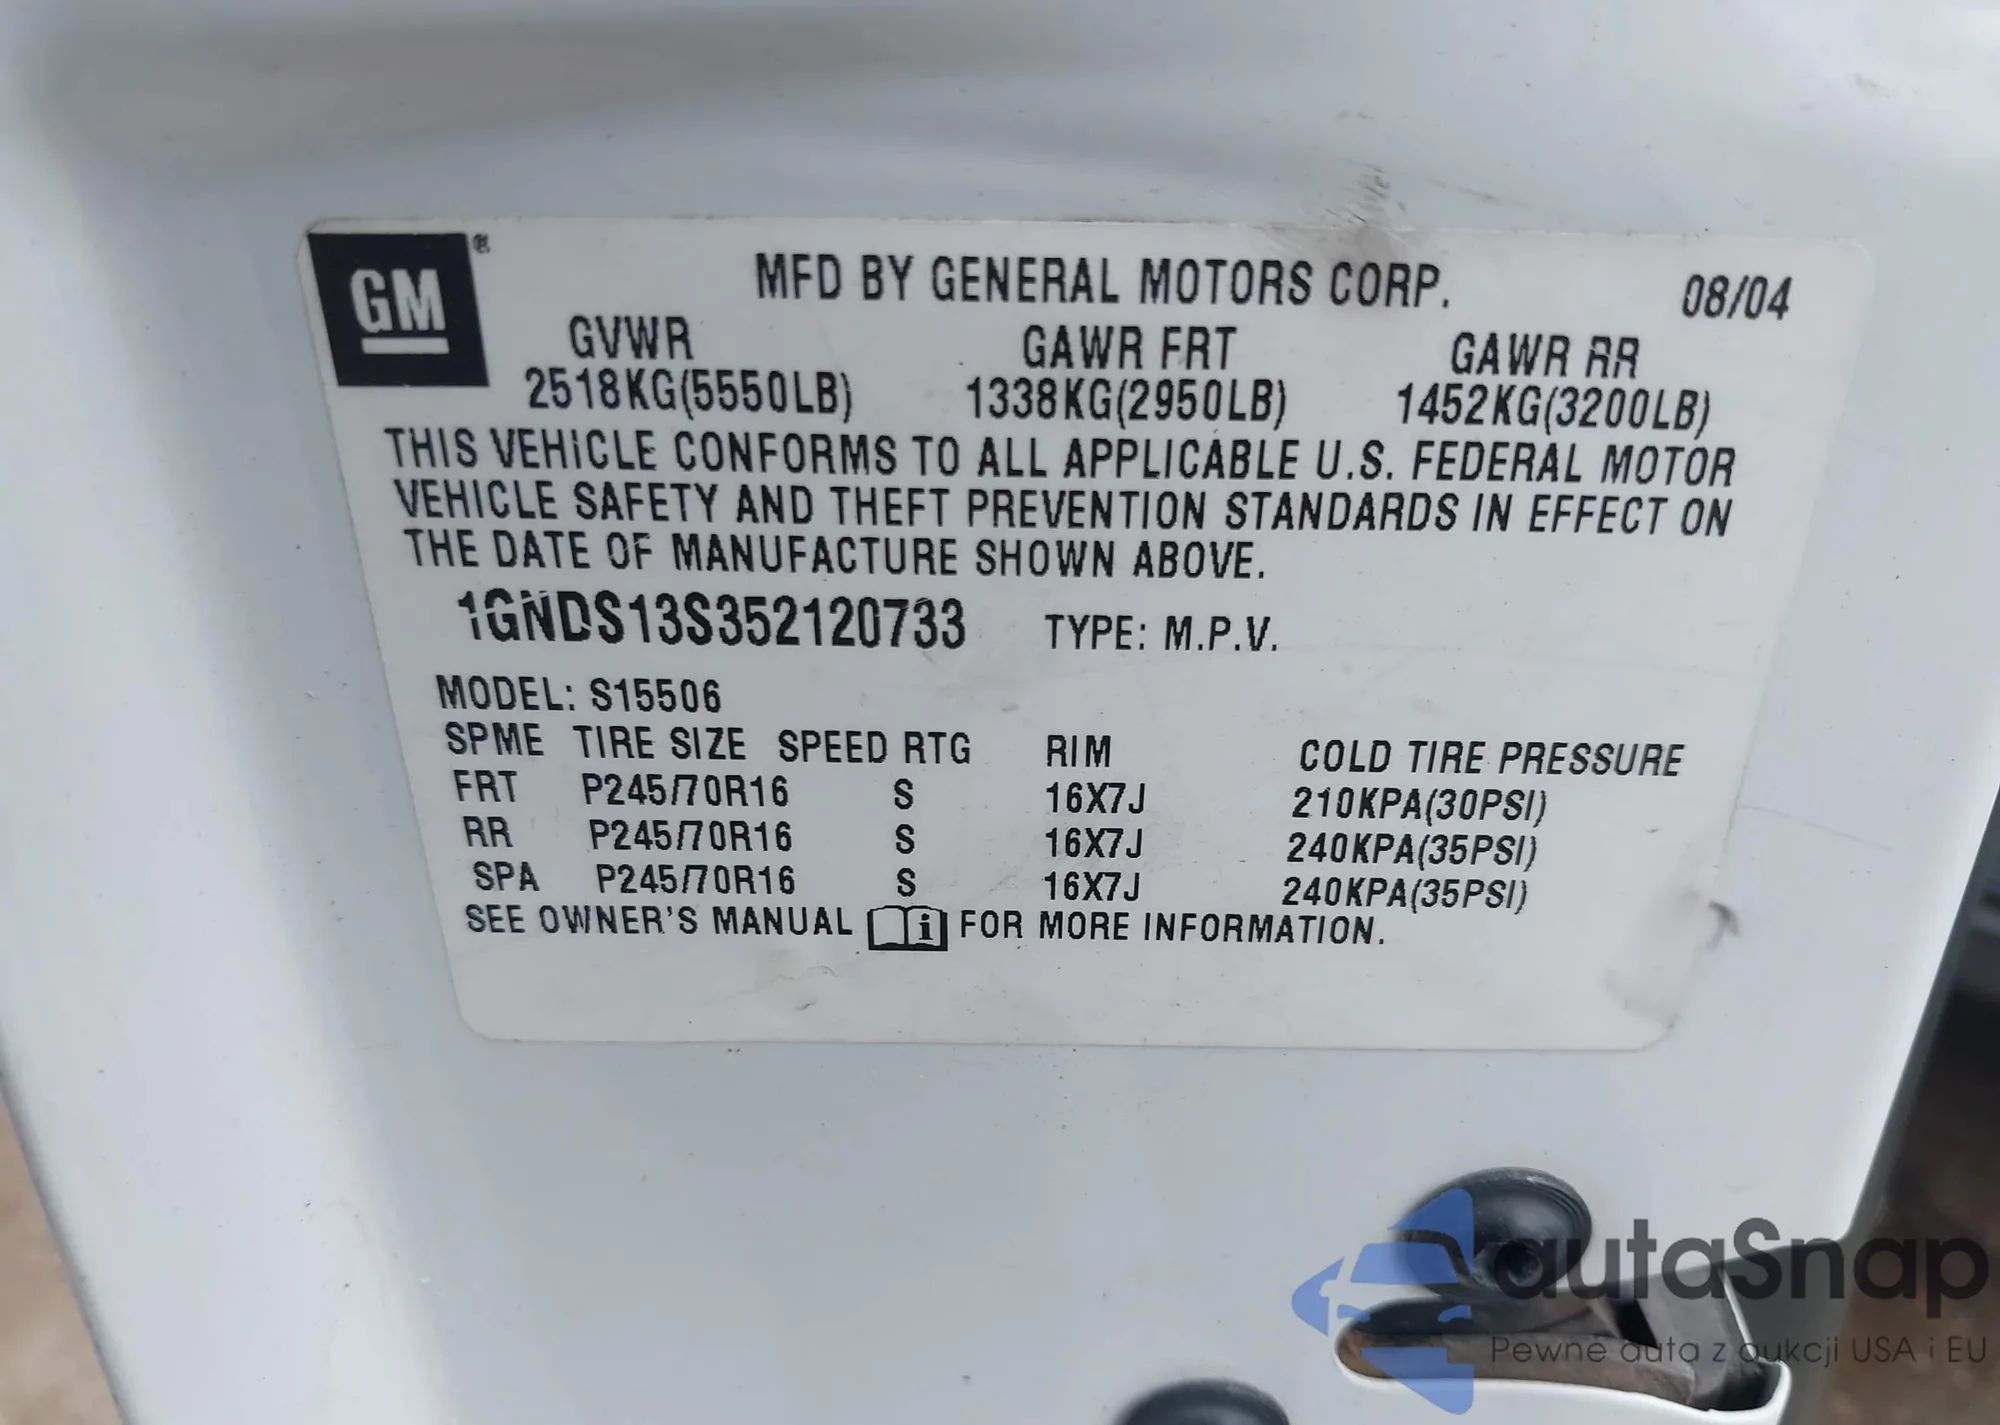 GM ®
MFD BY GENERAL MOTORS CORP. 08/04
GVWR GAWR FRT GAWR RR
2518KG(5550LB) 1338KG(2950LB) 1452KG(3200LB)
THIS VEHICLE CONFORMS TO ALL APPLICABLE U.S. FEDERAL MOTOR
VEHICLE SAFETY AND THEFT PREVENTION STANDARDS IN EFFECT ON
THE DATE OF MANUFACTURE SHOWN ABOVE.
1GNDS13S352120733 TYPE: M.P.V.
MODEL: S15506
SPME TIRE SIZE SPEED RTG RIM COLD TIRE PRESSURE
FRT P245/70R16 S 16X7J 210KPA(30PSI)
RR P245/70R16 S 16X7J 240KPA(35PSI)
SPA P245/70R16 S 16X7J 240KPA(35PSI)
SEE OWNER'S MANUAL i FOR MORE INFORMATION.
autaSnap
Pewne auta z aukcji USA i EU